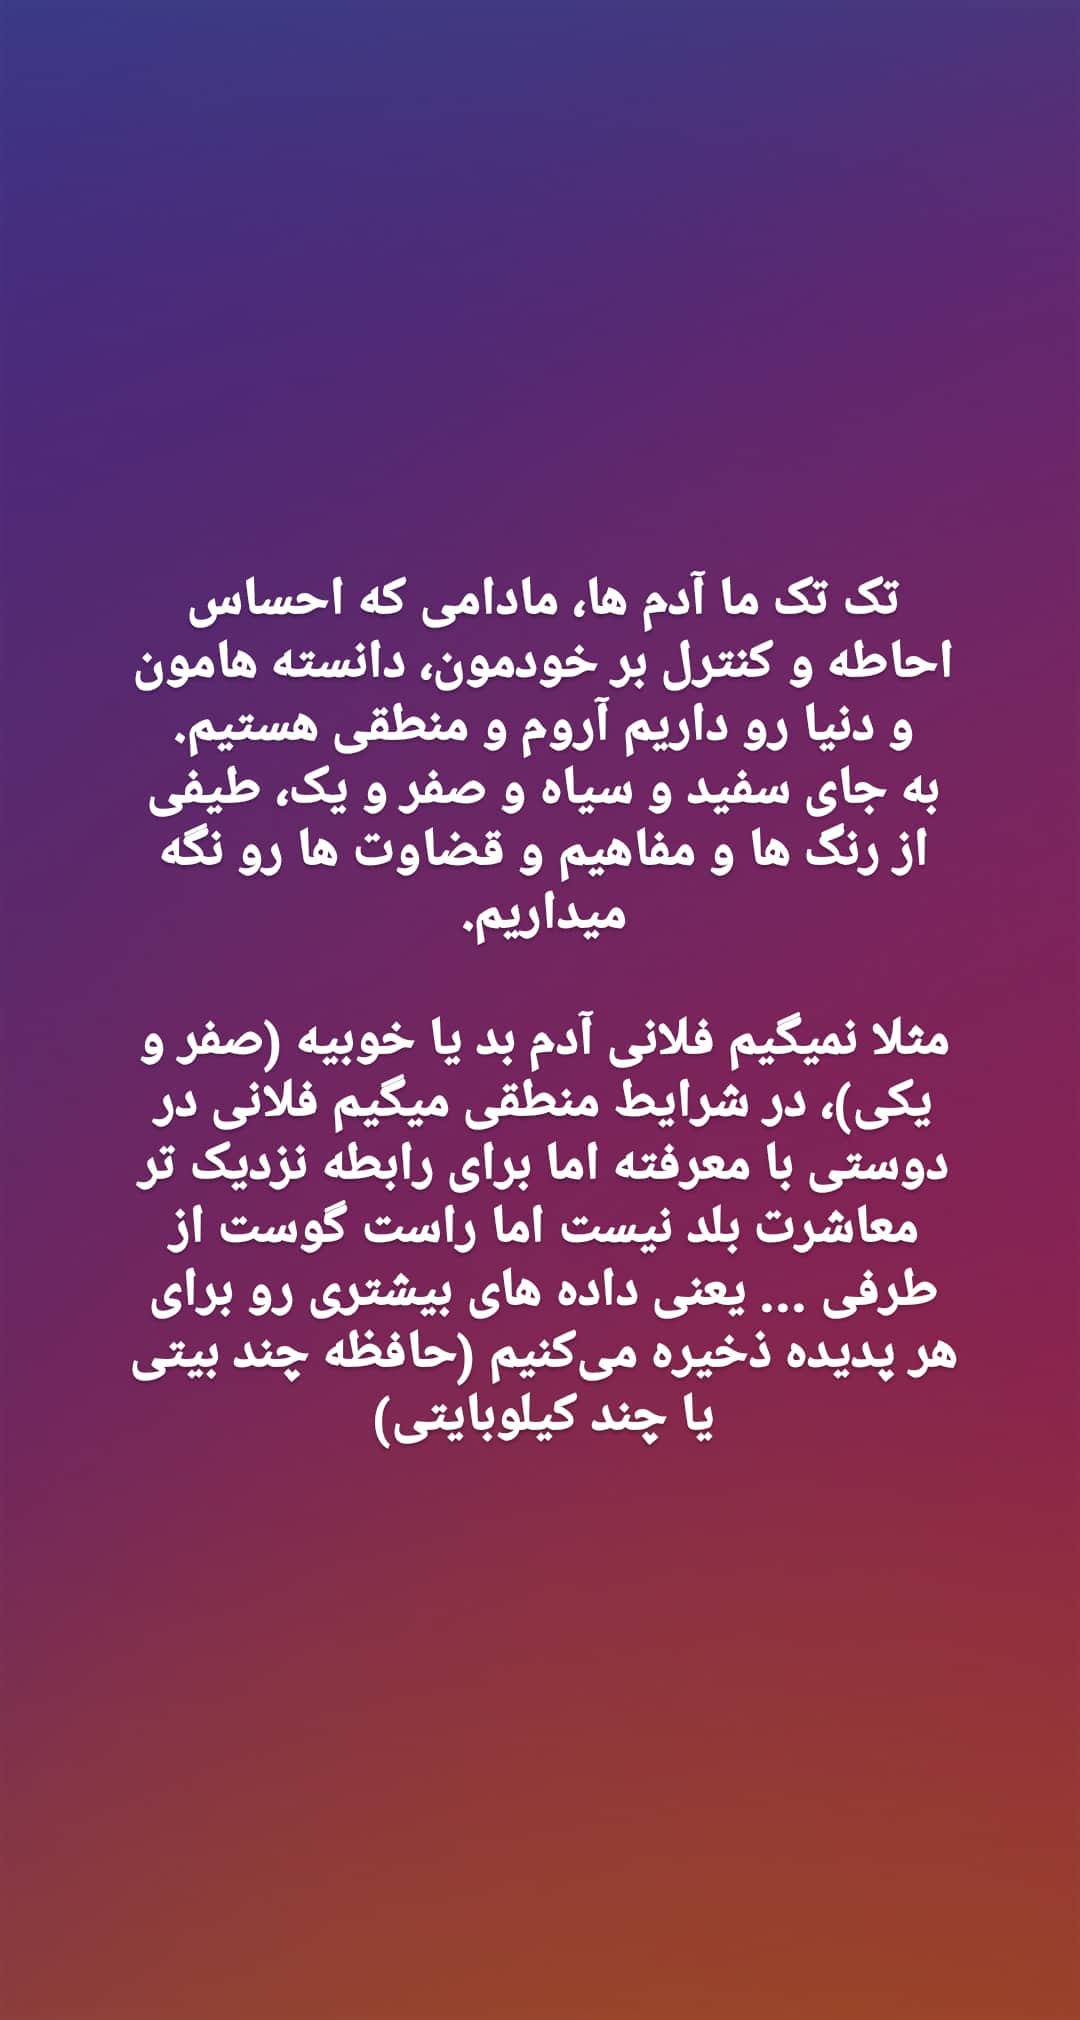 تک تک ما آدم ها، مادامی که احساس
احاطه و کنترل بر خودمون، دانسته هامون
و دنیا رو داریم آروم و منطقی هستیم.
به جای سفید و سیاه و صفر و یک، طیفی
از رنگ ها و مفاهیم و قضاوت ها رو نگه
میداریم.
مثلا نمیگیم فلانی آدم بد یا خوبیه (صفر و
یکی)، در شرایط منطقی میگیم فلانی در
دوستی با معرفته اما برای رابطه نزدیک تر
معاشرت بلد نیست اما راست گوست از
طرفی ... یعنی داده های بیشتری رو برای
هر پدیده ذخیره می‌کنیم (حافظه چند بیتی
یا چند کیلوبایتی)